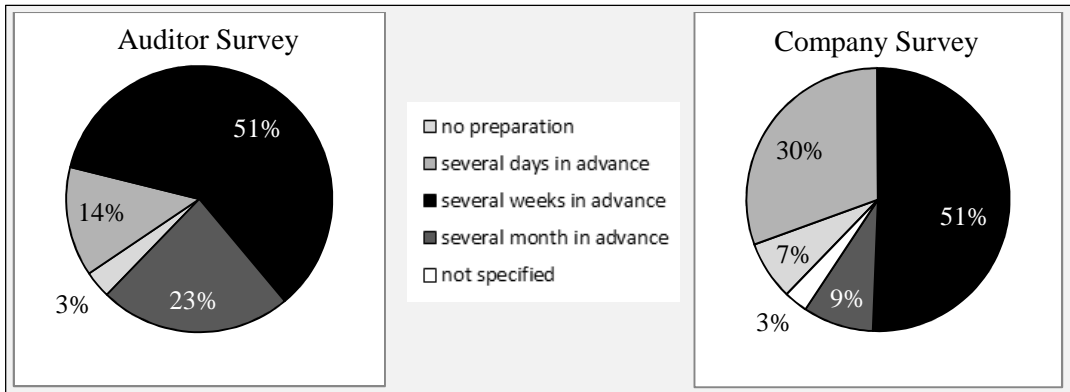 Auditor Survey
51%
14%
3%
23%
no preparation
several days in advance
several weeks in advance
several month in advance
not specified
Company Survey
30%
51%
7%
9%
3%